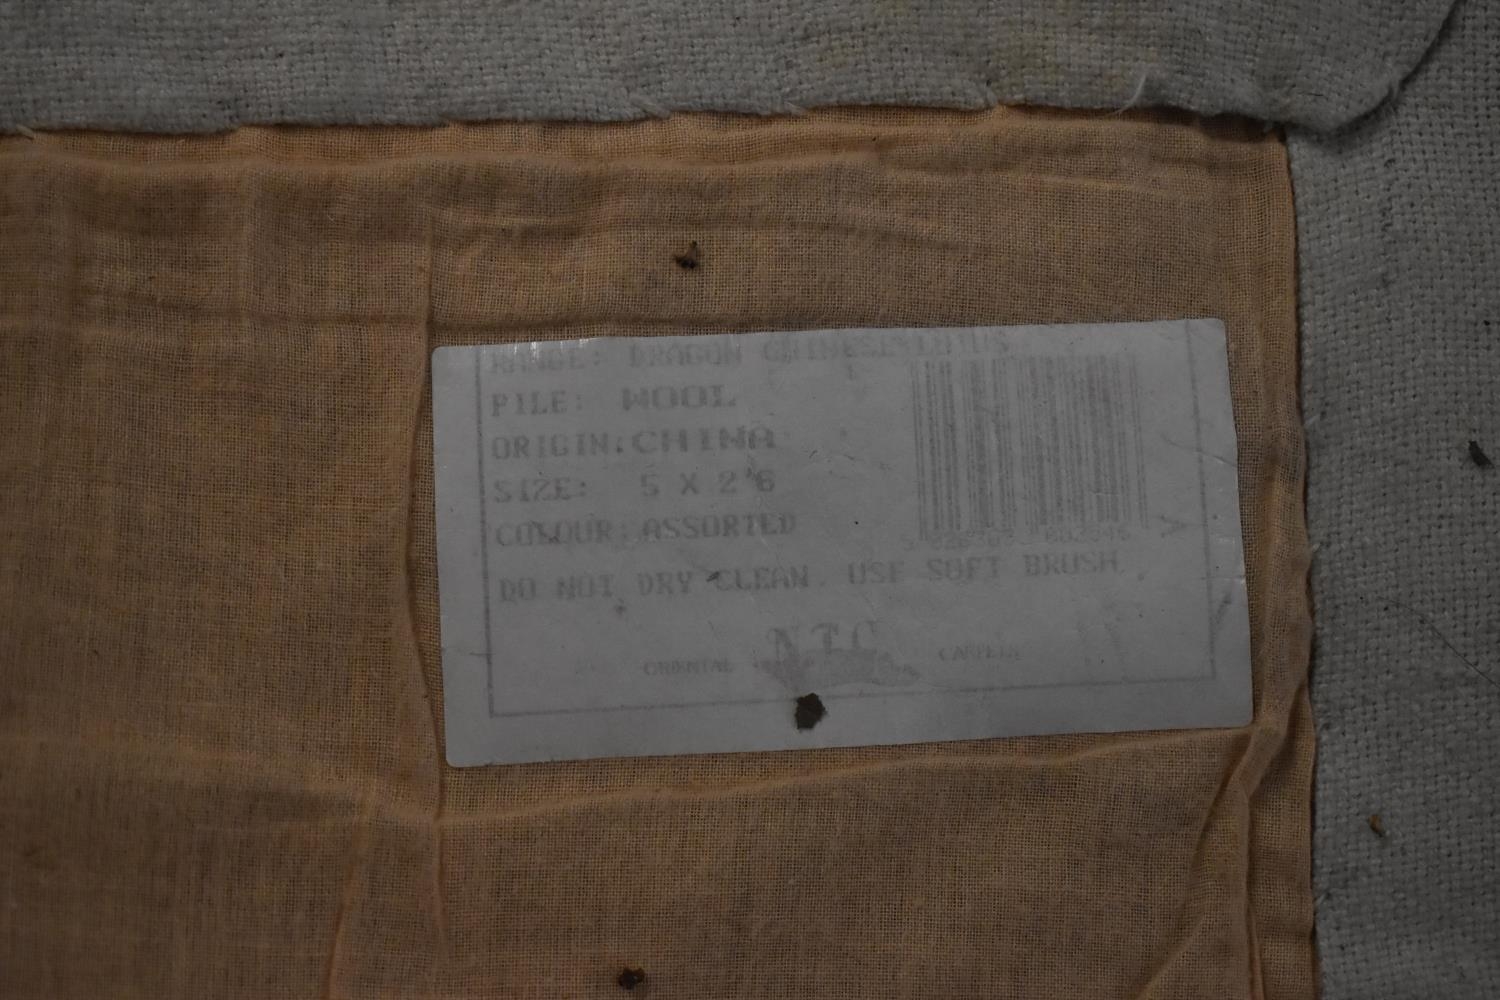 RANGE: DRAGON
PILE: WOOL
ORIGIN: CHINA
SIZE: 5 X 2'6
COLOUR: ASSORTED
DO NOT DRY CLEAN. USE SOFT BRUSH.
NTC
ORIENTAL CARPETS